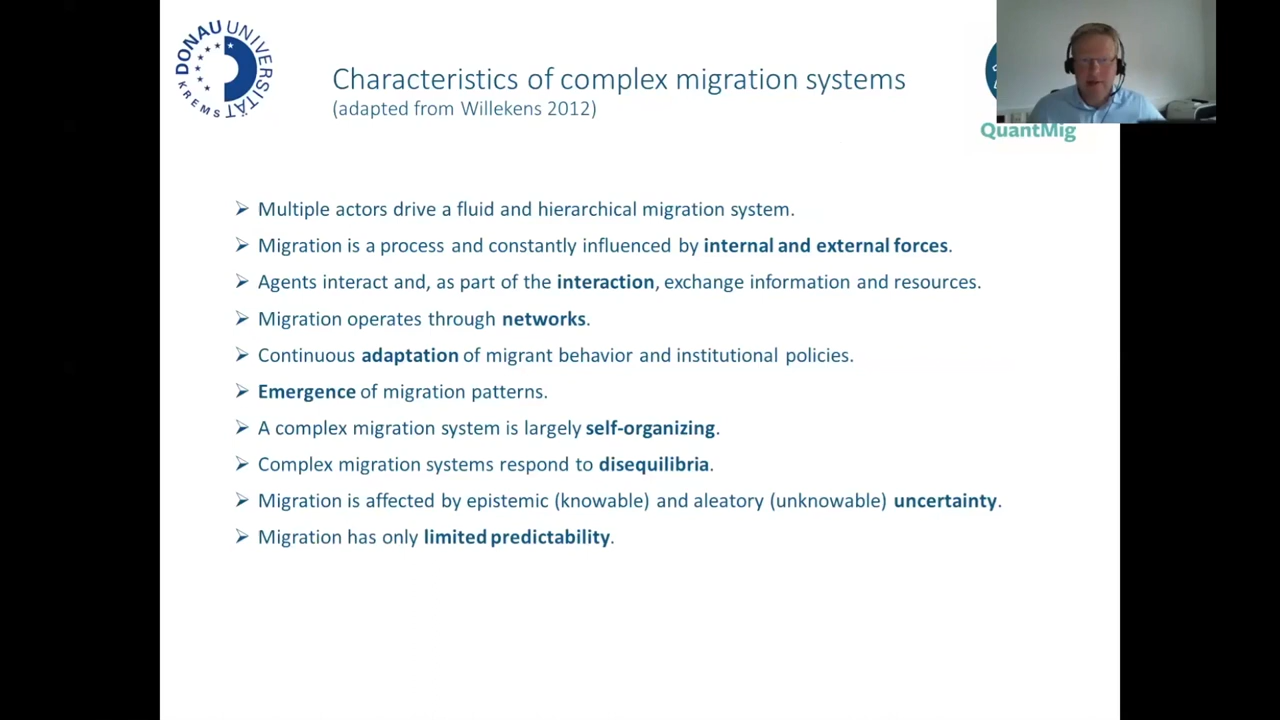 DONAU UNIVERSITÄT
KREMS
Characteristics of complex migration systems
(adapted from Willekens 2012)
QuantMig
Multiple actors drive a fluid and hierarchical migration system.
Migration is a process and constantly influenced by internal and external forces.
Agents interact and, as part of the interaction, exchange information and resources.
Migration operates through networks.
Continuous adaptation of migrant behavior and institutional policies.
Emergence of migration patterns.
A complex migration system is largely self-organizing.
Complex migration systems respond to disequilibria.
Migration is affected by epistemic (knowable) and aleatory (unknowable) uncertainty.
Migration has only limited predictability.